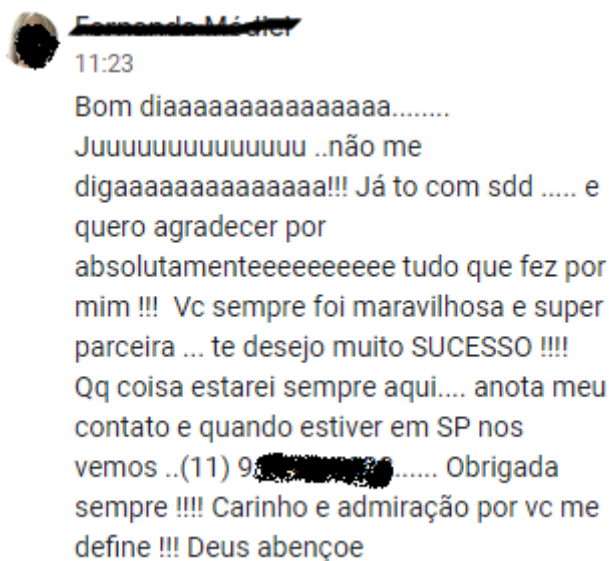 11:23
Bom diaaaaaaaaaaaaaaa........
Juuuuuuuuuuuuuu ..não me
digaaaaaaaaaaaaaa!!! Já to com sdd ..... e
quero agradecer por
absolutamenteeeeeeeeee tudo que fez por
mim !!!  Vc sempre foi maravilhosa e super
parceira ... te desejo muito SUCESSO !!!!
Qq coisa estarei sempre aqui.... anota meu
contato e quando estiver em SP nos
vemos ..(11) 9 ...... Obrigada
sempre !!!! Carinho e admiração por vc me
define !!! Deus abençoe